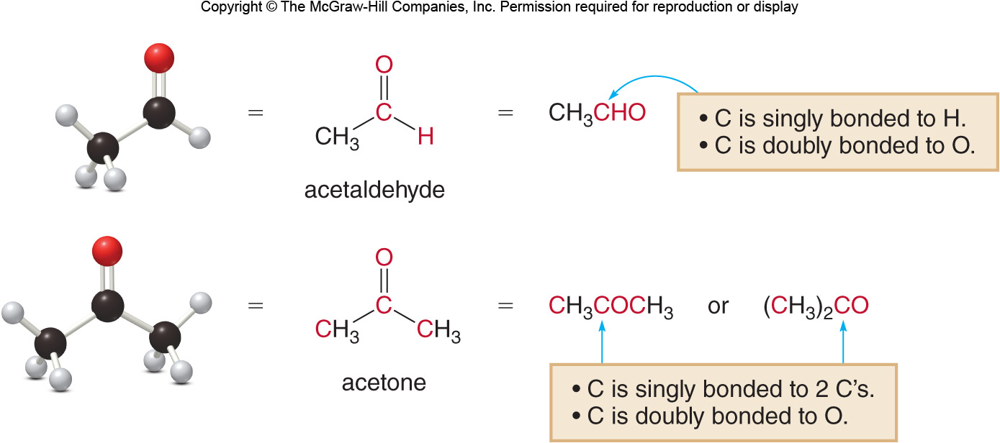 Copyright © The McGraw-Hill Companies, Inc. Permission required for reproduction or display
O
=
C
=
CH₃CHO
• C is singly bonded to H.
• C is doubly bonded to O.
CH₃
H
acetaldehyde
O
=
C
=
CH₃COCH₃ or (CH₃)₂CO
CH₃
CH₃
acetone
• C is singly bonded to 2 C's.
• C is doubly bonded to O.